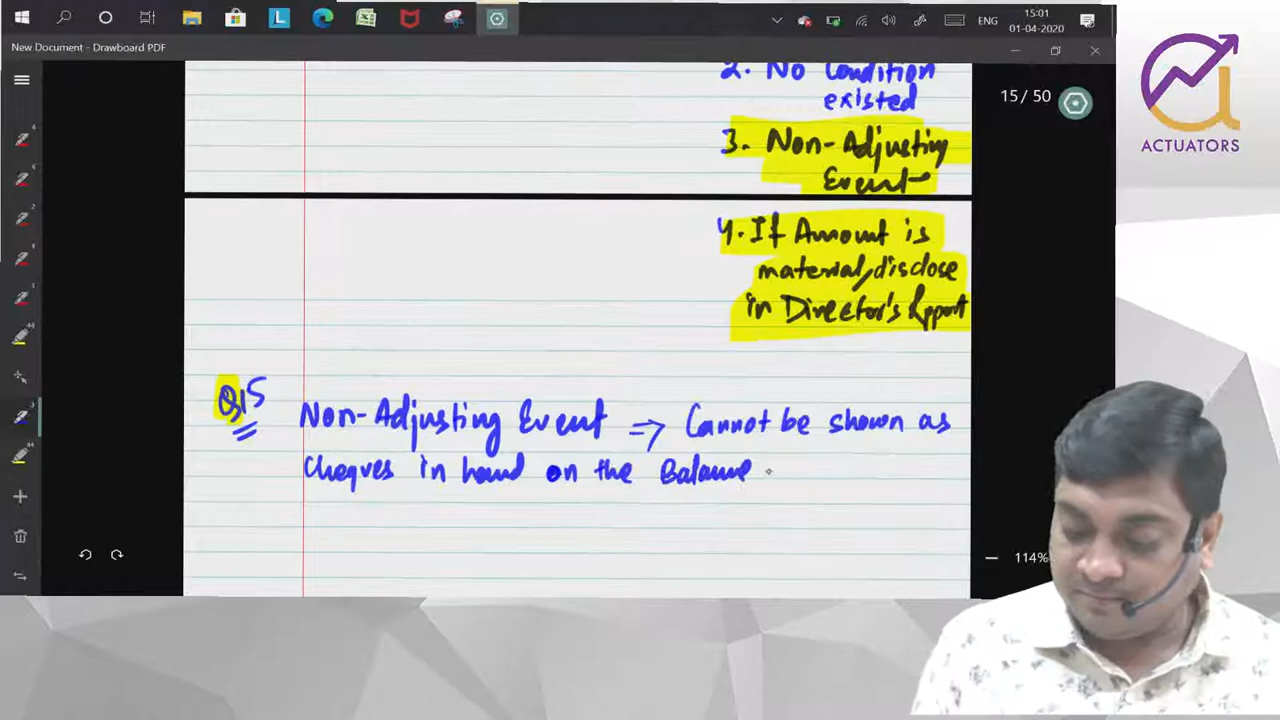 15:01
ENG
01-04-2020
New Document - Drawboard PDF
2. No Condition
existed
15 / 50
3. Non-Adjusting
Event
4. If Amount is
material, disclose
in Director's Report
ACTUATORS
Q15
Non-Adjusting Event => Cannot be shown as
Cheques in hand on the Balance
114%